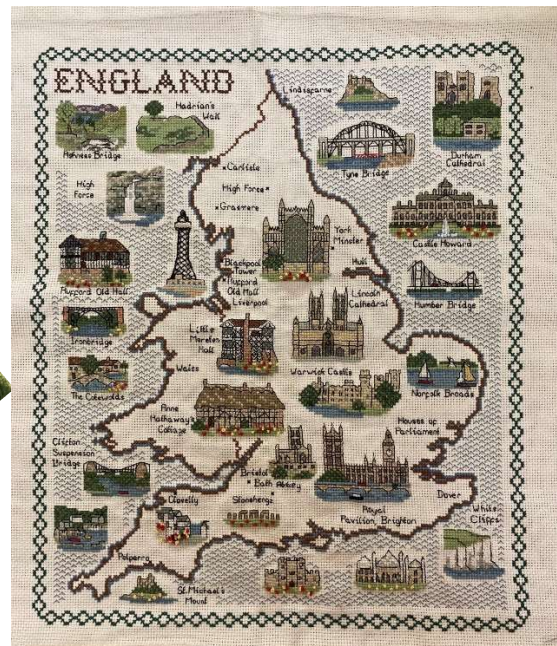 ENGLAND
Lindisfarne
Hadrian's
Wall
Ashness Bridge
Tyne Bridge
Durham
Cathedral
High
Force
Carlisle
High Force
Grasmere
York
Minster
Castle Howard
Rufford Old Hall
Blackpool
Tower
Rufford
Old Hall
Liverpool
Hull
Humber Bridge
Lincoln
Cathedral
Ironbridge
Little
Moreton
Hall
Wales
Warwick Castle
Norfolk Broads
The Cotswolds
Anne
Hathaway's
Cottage
Houses of
Parliament
Clifton
Suspension
Bridge
Bristol
Bath Abbey
Clovelly
Stonehenge
Royal
Pavilion, Brighton
Dover
White
Cliffs
Polperro
St. Michael's
Mount